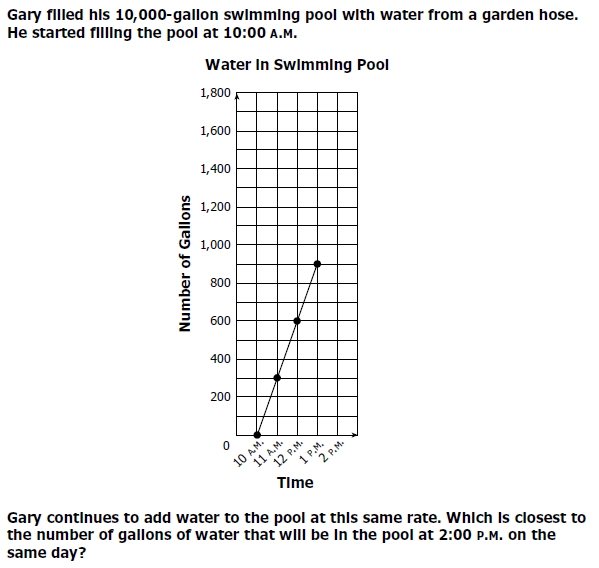 Gary filled his 10,000-gallon swimming pool with water from a garden hose.
He started filling the pool at 10:00 A.M.
Water in Swimming Pool
1,800
1,600
1,400
1,200
1,000
800
600
400
200
0
Number of Gallons
10 A.M.
11 A.M.
12 P.M.
1 P.M.
2 P.M.
Time
Gary continues to add water to the pool at this same rate. Which is closest to
the number of gallons of water that will be in the pool at 2:00 P.M. on the
same day?